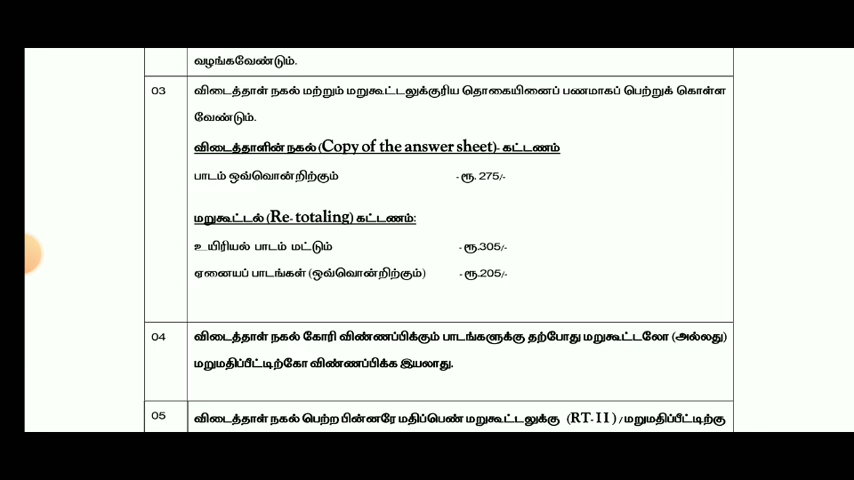 வழங்கவேண்டும்.
03 விடைத்தாள் நகல் மற்றும் மறுகூட்டலுக்குரிய தொகையினைப் பணமாகப் பெற்றுக் கொள்ள
வேண்டும்.
விடைத்தாளின் நகல் (Copy of the answer sheet)- கட்டணம்
பாடம் ஒவ்வொன்றிற்கும் - ரூ. 275/-
மறுகூட்டல் (Re- totaling) கட்டணம்:
உயிரியல் பாடம் மட்டும் - ரூ.305/-
ஏனையப் பாடங்கள் (ஒவ்வொன்றிற்கும்) - ரூ.205/-
04 விடைத்தாள் நகல் கோரி விண்ணப்பிக்கும் பாடங்களுக்கு தற்போது மறுகூட்டலோ (அல்லது)
மறுமதிப்பீட்டிற்கோ விண்ணப்பிக்க இயலாது.
05 விடைத்தாள் நகல் பெற்ற பின்னரே மதிப்பெண் மறுகூட்டலுக்கு (RT- II ) /மறுமதிப்பீட்டிற்கு